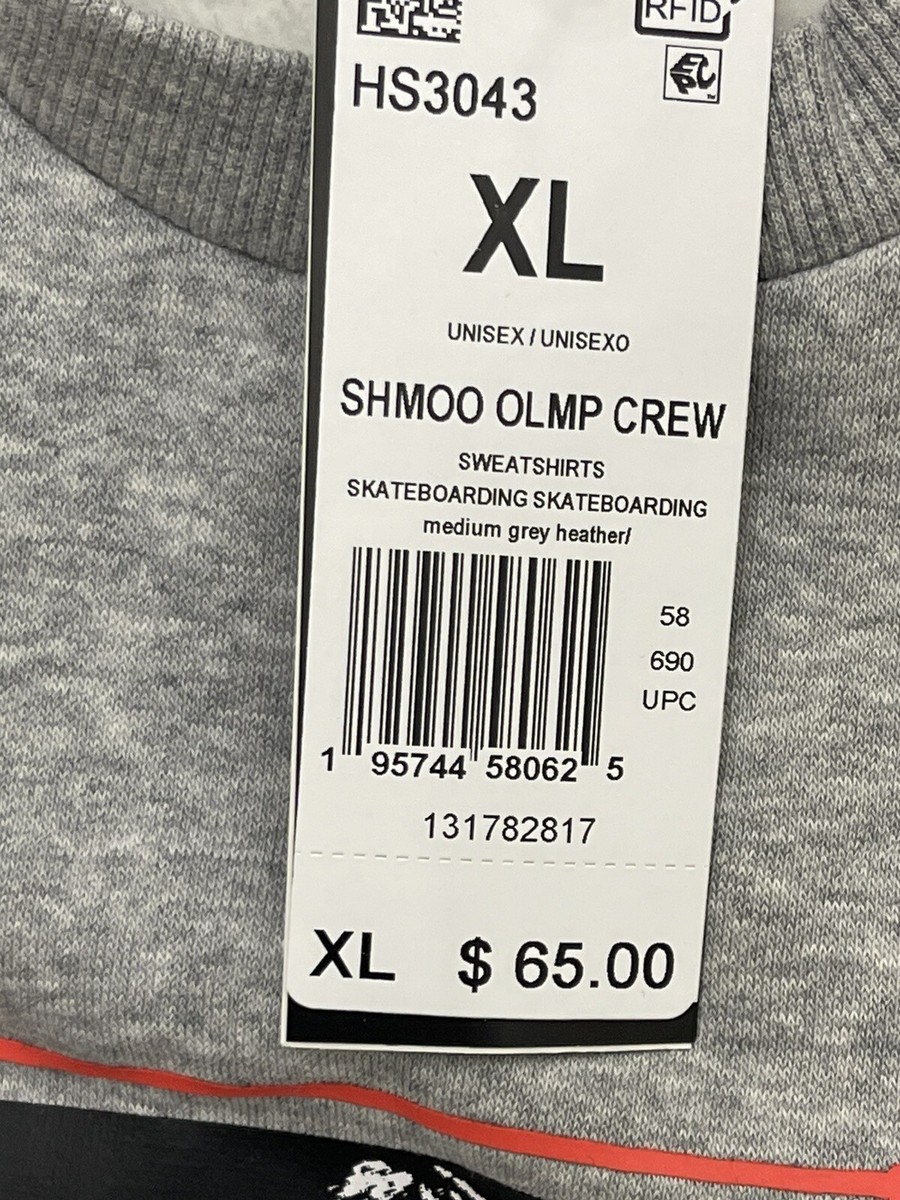 RFID
HS3043
EPC
XL
UNISEX / UNISEXO
SHMOO OLMP CREW
SWEATSHIRTS
SKATEBOARDING SKATEBOARDING
medium grey heather/
58
690
UPC
1 95744 58062 5
131782817
XL $ 65.00